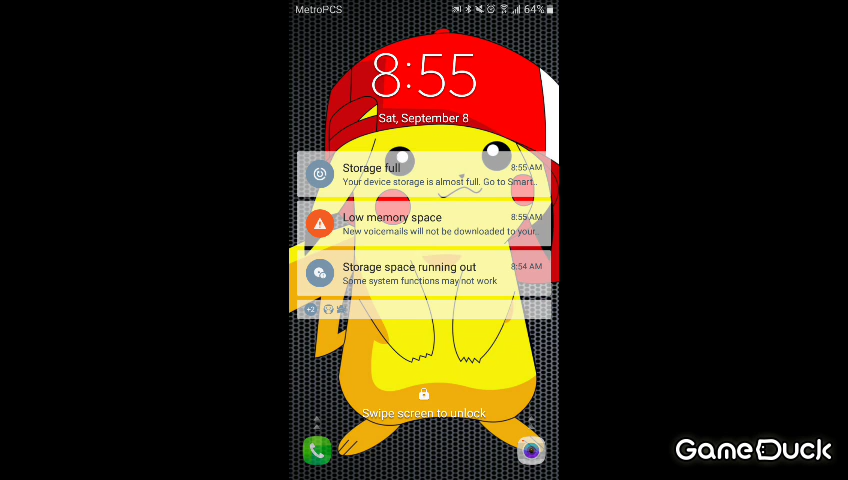 MetroPCS
64%
8:55
Sat, September 8
Storage full
8:55 AM
Your device storage is almost full. Go to Smart..
Low memory space
8:55 AM
New voicemails will not be downloaded to your..
Storage space running out
8:54 AM
Some system functions may not work
+2
Swipe screen to unlock
GameDuck